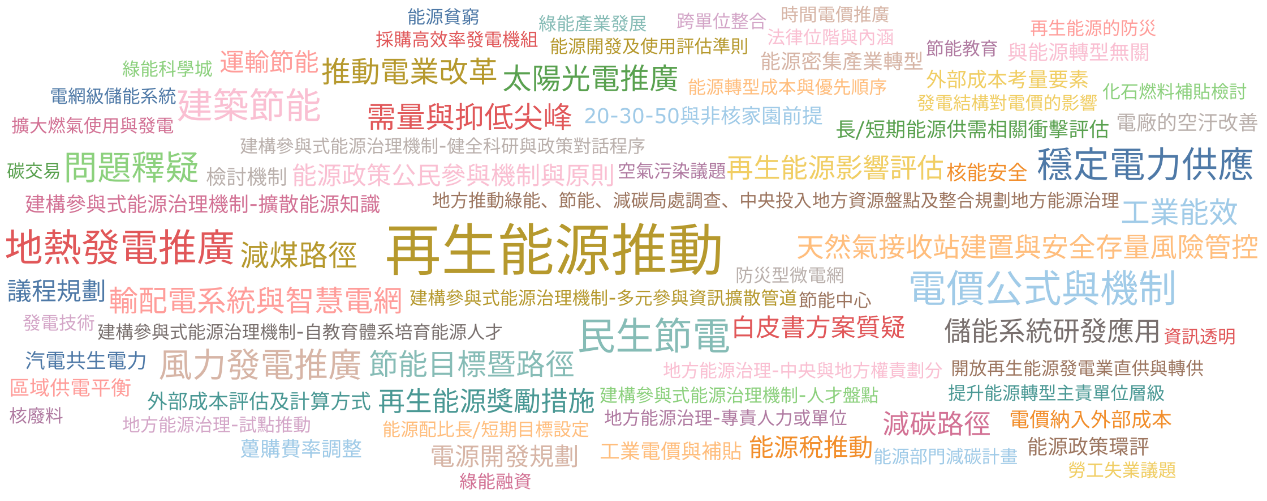 能源貧窮
綠能產業發展
跨單位整合
時間電價推廣
再生能源的防災
採購高效率發電機組
能源開發及使用評估準則
法律位階與內涵
節能教育
與能源轉型無關
綠能科學城
運輸節能
推動電業改革
太陽光電推廣
能源密集產業轉型
能源轉型成本與優先順序
外部成本考量要素
化石燃料補貼檢討
電網級儲能系統
建築節能
需量與抑低尖峰
20-30-50與非核家園前提
發電結構對電價的影響
擴大燃氣使用與發電
長/短期能源供需相關衝擊評估
電廠的空汙改善
建構參與式能源治理機制-健全科研與政策對話程序
碳交易
問題釋疑
檢討機制
能源政策公民參與機制與原則
空氣污染議題
再生能源影響評估
核能安全
穩定電力供應
建構參與式能源治理機制-擴散能源知識
地方推動綠能、節能、減碳局處調查、中央投入地方資源盤點及整合規劃地方能源治理
工業能效
地熱發電推廣
減煤路徑
再生能源推動
天然氣接收站建置與安全存量風險管控
防災型微電網
電價公式與機制
議程規劃
輸配電系統與智慧電網
建構參與式能源治理機制-多元參與資訊擴散管道
節能中心
發電技術
建構參與式能源治理機制-自教育體系培育能源人才
民生節電
白皮書方案質疑
儲能系統研發應用
資訊透明
汽電共生電力
風力發電推廣
節能目標暨路徑
地方能源治理-中央與地方權責劃分
開放再生能源發電業直供與轉供
區域供電平衡
外部成本評估及計算方式
再生能源獎勵措施
建構參與式能源治理機制-人才盤點
提升能源轉型主責單位層級
核廢料
地方能源治理-試點推動
能源配比長/短期目標設定
地方能源治理-專責人力或單位
減碳路徑
電價納入外部成本
躉購費率調整
電源開發規劃
工業電價與補貼
能源稅推動
能源部門減碳計畫
能源政策環評
勞工失業議題
綠能融資